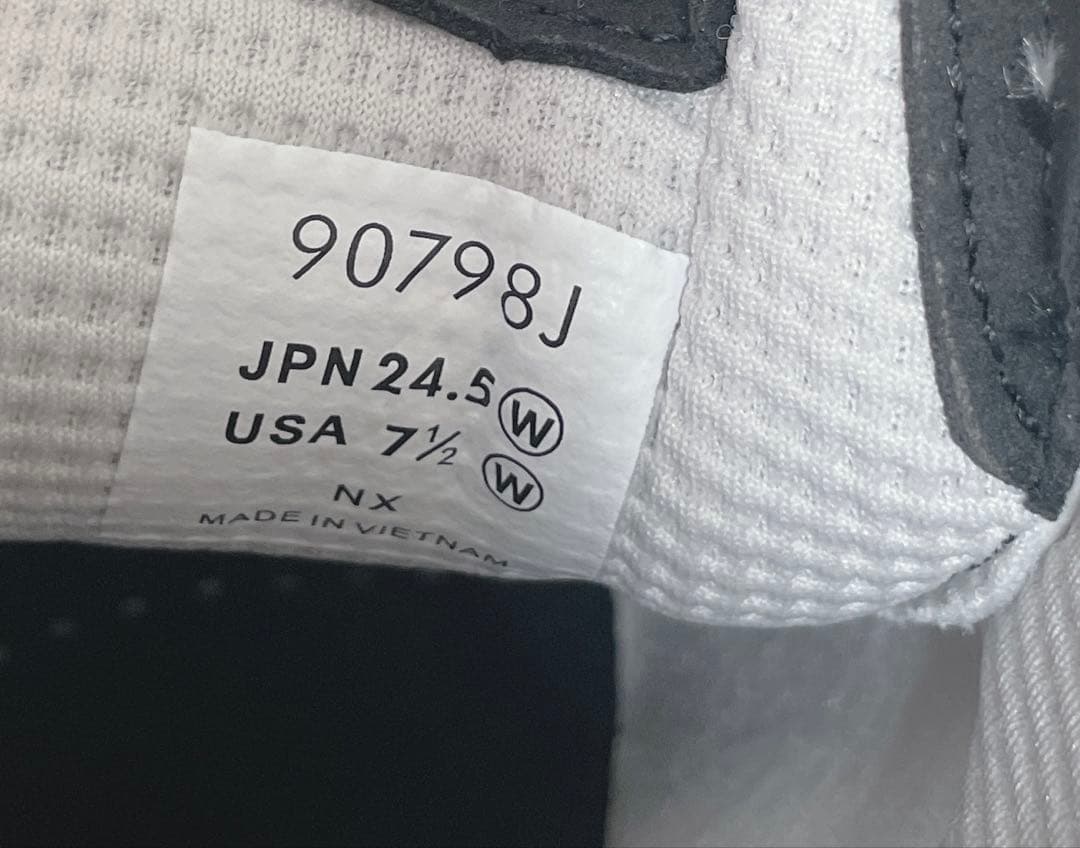 90798J
JPN 24.5 Ⓦ
USA 7½ Ⓦ
NX
MADE IN VIETNAM